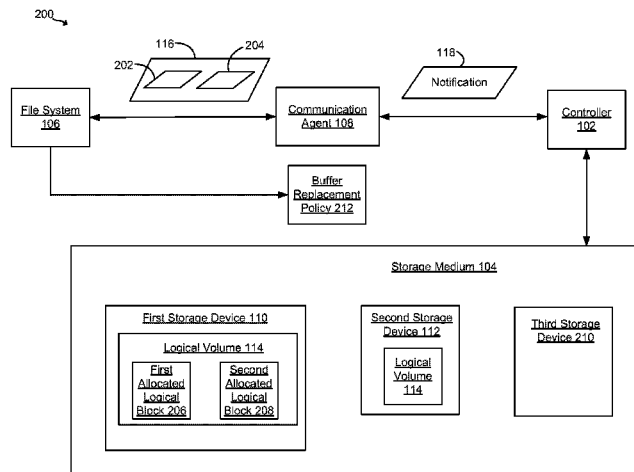 200
116
204
202
118
Notification
File System
106
Communication
Agent 108
Controller
102
Buffer
Replacement
Policy 212
Storage Medium 104
First Storage Device 110
Logical Volume 114
First
Allocated
Logical
Block 206
Second
Allocated
Logical
Block 208
Second Storage
Device 112
Logical
Volume
114
Third Storage
Device 210